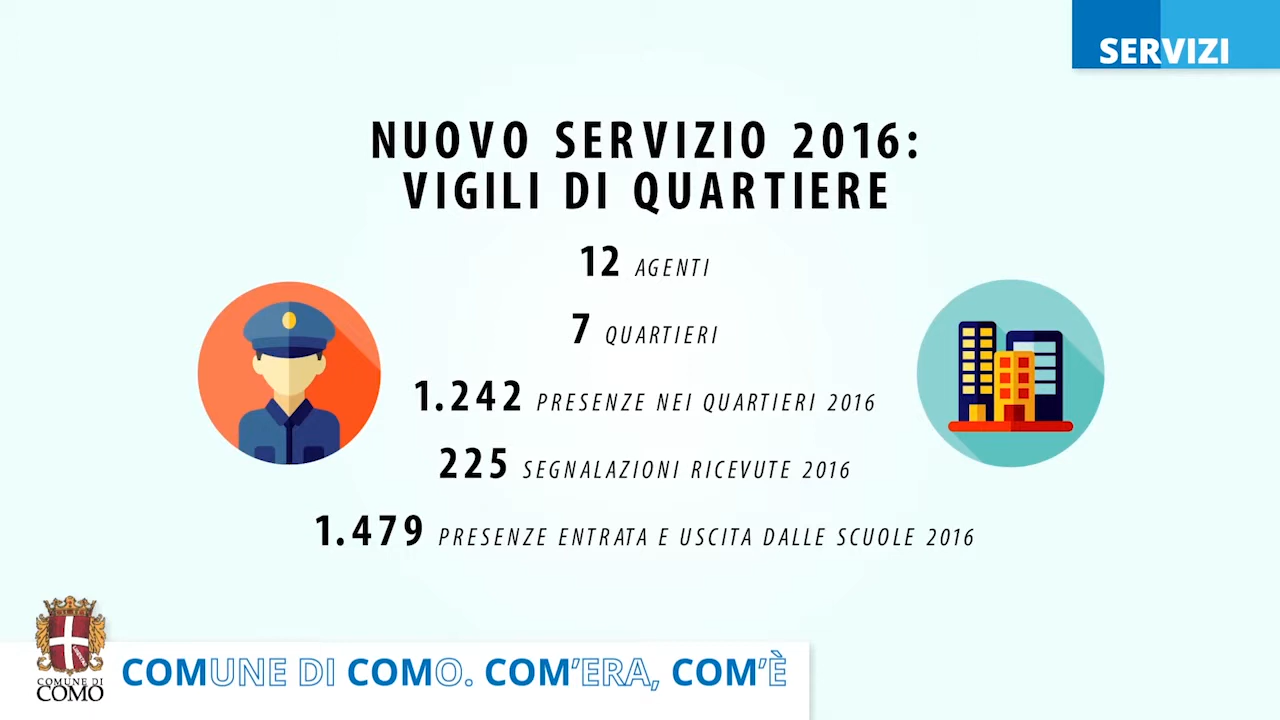 SERVIZI
NUOVO SERVIZIO 2016:
VIGILI DI QUARTIERE
12 AGENTI
7 QUARTIERI
1.242 PRESENZE NEI QUARTIERI 2016
225 SEGNALAZIONI RICEVUTE 2016
1.479 PRESENZE ENTRATA E USCITA DALLE SCUOLE 2016
COMUNE DI
COMO
COMUNE DI COMO. COM'ERA, COM'È